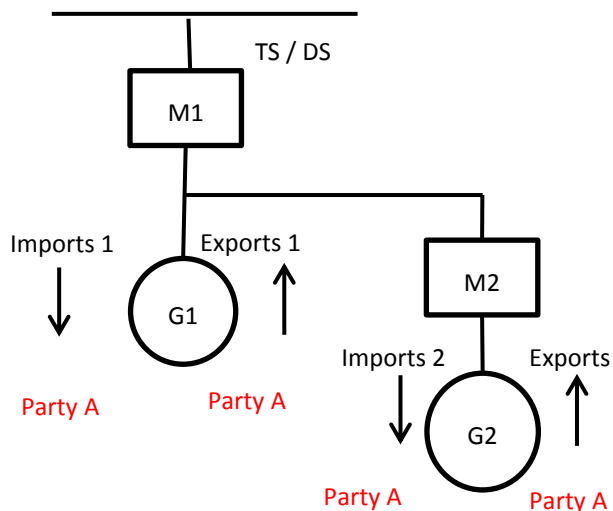 TS / DS
M1
Imports 1
Exports 1
G1
M2
Party A
Party A
Imports 2
Exports
G2
Party A
Party A